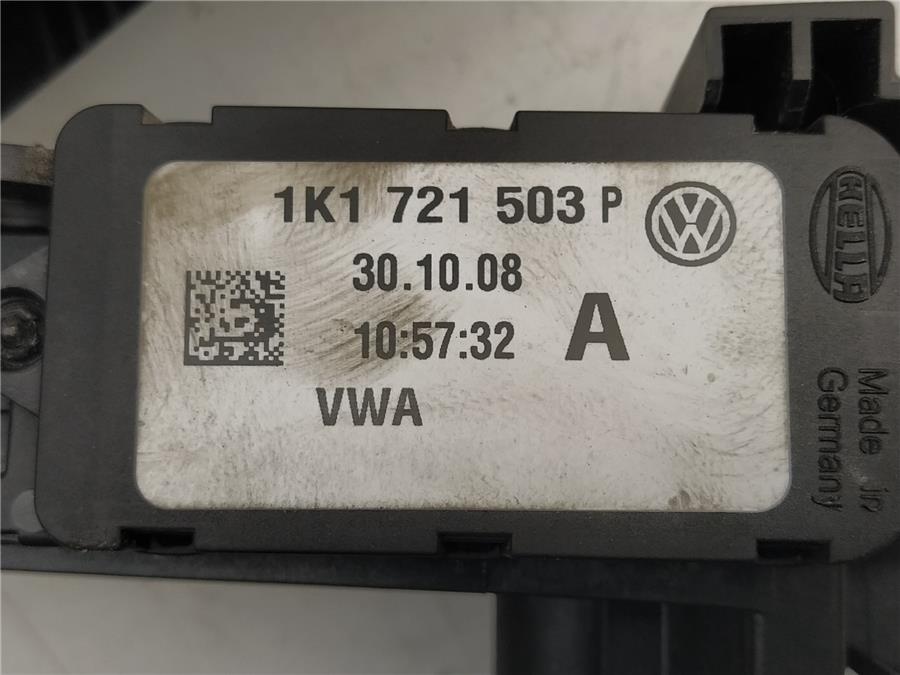 1K1 721 503 P
30.10.08
10:57:32
A
VWA
HELLA
Made in
Germany